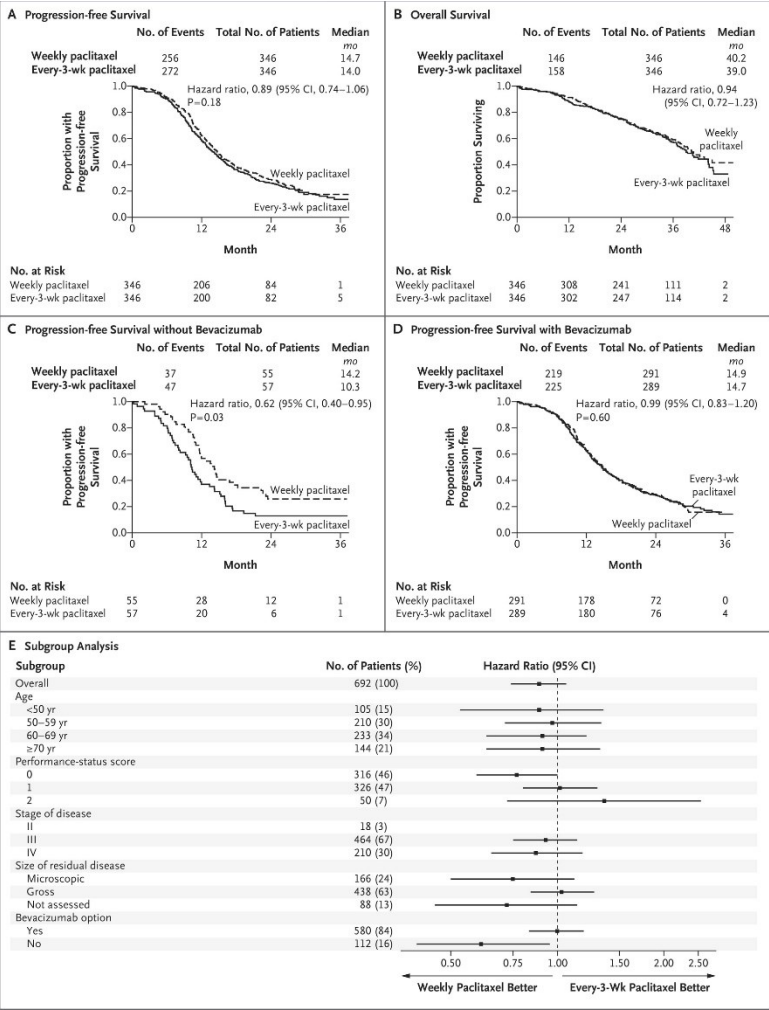 A Progression-free Survival
No. of Events Total No. of Patients Median
mo
Weekly paclitaxel 256 346 14.7
Every-3-wk paclitaxel 272 346 14.0
Hazard ratio, 0.89 (95% CI, 0.74–1.06)
P=0.18
Proportion with
Progression-free
Survival
1.0
0.8
0.6
0.4
0.2
0.0
Weekly paclitaxel
Every-3-wk paclitaxel
0 12 24 36
Month
No. at Risk
Weekly paclitaxel 346 206 84 1
Every-3-wk paclitaxel 346 200 82 5
B Overall Survival
No. of Events Total No. of Patients Median
mo
Weekly paclitaxel 146 346 40.2
Every-3-wk paclitaxel 158 346 39.0
Hazard ratio, 0.94
(95% CI, 0.72–1.23)
Proportion Surviving
1.0
0.8
0.6
0.4
0.2
0.0
Weekly
paclitaxel
Every-3-wk paclitaxel
0 12 24 36 48
Month
No. at Risk
Weekly paclitaxel 346 308 241 111 2
Every-3-wk paclitaxel 346 302 247 114 2
C Progression-free Survival without Bevacizumab
No. of Events Total No. of Patients Median
mo
Weekly paclitaxel 37 55 14.2
Every-3-wk paclitaxel 47 57 10.3
Hazard ratio, 0.62 (95% CI, 0.40–0.95)
P=0.03
Proportion with
Progression-free
Survival
1.0
0.8
0.6
0.4
0.2
0.0
Weekly paclitaxel
Every-3-wk paclitaxel
0 12 24 36
Month
No. at Risk
Weekly paclitaxel 55 28 12 1
Every-3-wk paclitaxel 57 20 6 1
D Progression-free Survival with Bevacizumab
No. of Events Total No. of Patients Median
mo
Weekly paclitaxel 219 291 14.9
Every-3-wk paclitaxel 225 289 14.7
Hazard ratio, 0.99 (95% CI, 0.83–1.20)
P=0.60
Proportion with
Progression-free
Survival
1.0
0.8
0.6
0.4
0.2
0.0
Every-3-wk
paclitaxel
Weekly paclitaxel
0 12 24 36
Month
No. at Risk
Weekly paclitaxel 291 178 72 0
Every-3-wk paclitaxel 289 180 76 4
E Subgroup Analysis
Subgroup No. of Patients (%) Hazard Ratio (95% CI)
Overall 692 (100)
Age
<50 yr 105 (15)
50–59 yr 210 (30)
60–69 yr 233 (34)
≥70 yr 144 (21)
Performance-status score
0 316 (46)
1 326 (47)
2 50 (7)
Stage of disease
II 18 (3)
III 464 (67)
IV 210 (30)
Size of residual disease
Microscopic 166 (24)
Gross 438 (63)
Not assessed 88 (13)
Bevacizumab option
Yes 580 (84)
No 112 (16)
0.50 0.75 1.00 1.50 2.00 2.50
Weekly Paclitaxel Better Every-3-Wk Paclitaxel Better